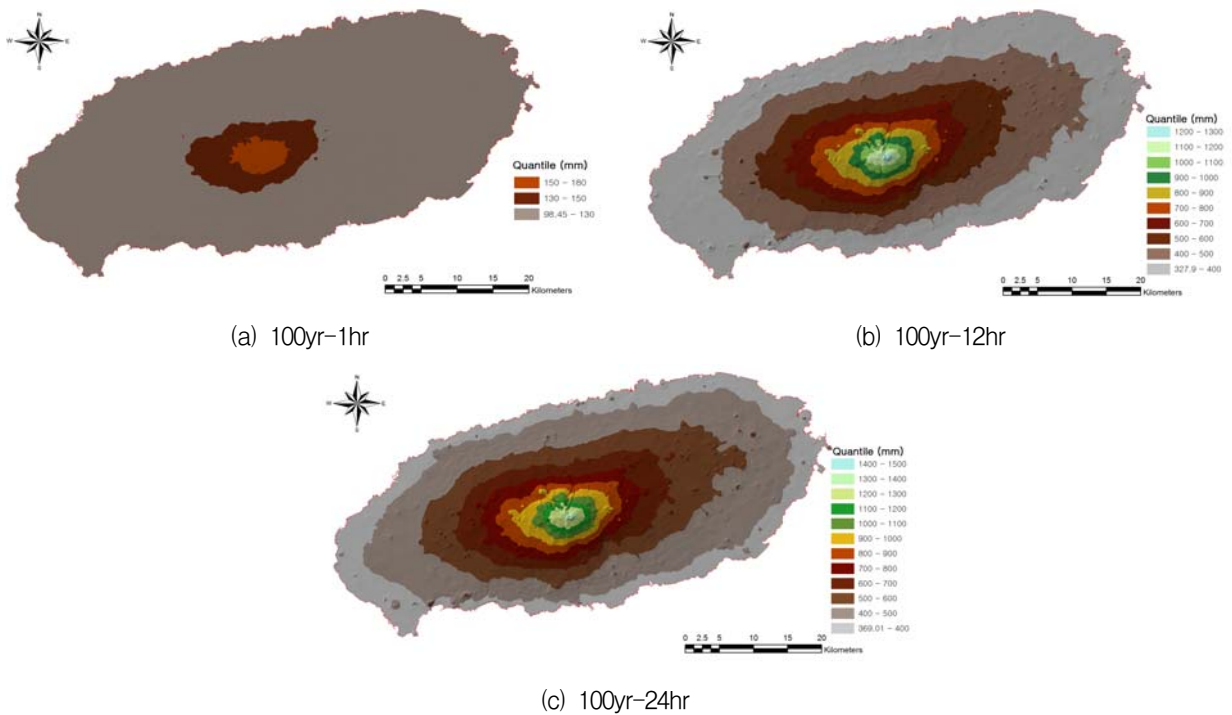 N
W E
S
Quantile (mm)
150 - 180
130 - 150
98.45 - 130
0 2.5 5 10 15 20
Kilometers
(a) 100yr-1hr
N
W E
S
Quantile (mm)
1200 - 1300
1100 - 1200
1000 - 1100
900 - 1000
800 - 900
700 - 800
600 - 700
500 - 600
400 - 500
327.9 - 400
0 2.5 5 10 15 20
Kilometers
(b) 100yr-12hr
N
W E
S
Quantile (mm)
1400 - 1500
1300 - 1400
1200 - 1300
1100 - 1200
1000 - 1100
900 - 1000
800 - 900
700 - 800
600 - 700
500 - 600
400 - 500
369.01 - 400
0 2.5 5 10 15 20
Kilometers
(c) 100yr-24hr